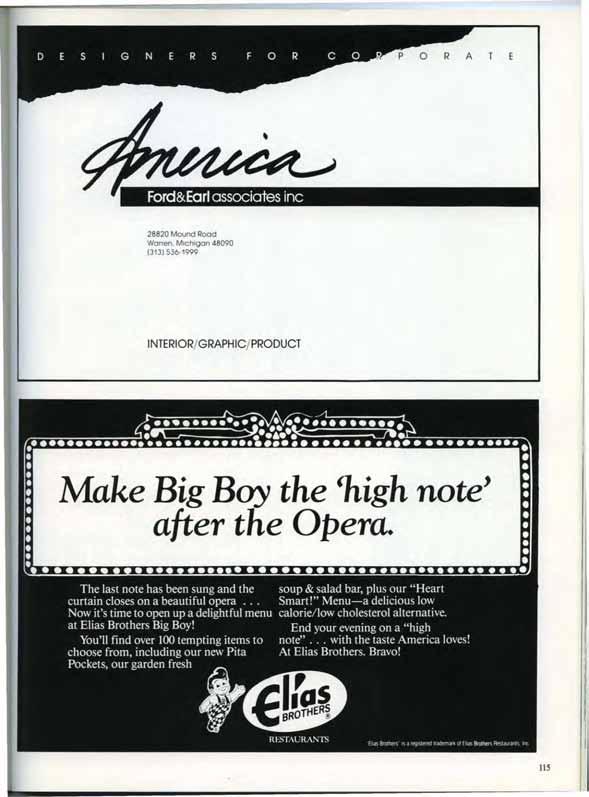 DESIGNERS FOR CORPORATE
America
Ford&Earl associates inc
28820 Mound Road
Warren, Michigan 48090
(313) 536-1999
INTERIOR/GRAPHIC/PRODUCT
Make Big Boy the 'high note'
after the Opera.
The last note has been sung and the
curtain closes on a beautiful opera . . .
Now it's time to open up a delightful menu
at Elias Brothers Big Boy!
You'll find over 100 tempting items to
choose from, including our new Pita
Pockets, our garden fresh
soup & salad bar, plus our "Heart
Smart!" Menu—a delicious low
calorie/low cholesterol alternative.
End your evening on a "high
note" . . . with the taste America loves!
At Elias Brothers. Bravo!
Elias
BROTHERS®
RESTAURANTS
'Elias Brothers' is a registered trademark of Elias Brothers Restaurants, Inc.
115